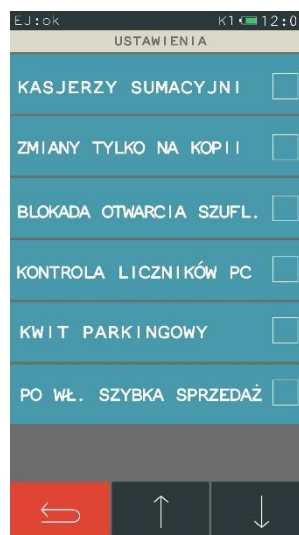 EJ:ok K1 12:0
USTAWIENIA
KASJERZY SUMACYJNI
ZMIANY TYLKO NA KOPII
BLOKADA OTWARCIA SZUFL.
KONTROLA LICZNIKÓW PC
KWIT PARKINGOWY
PO WŁ. SZYBKA SPRZEDAŻ